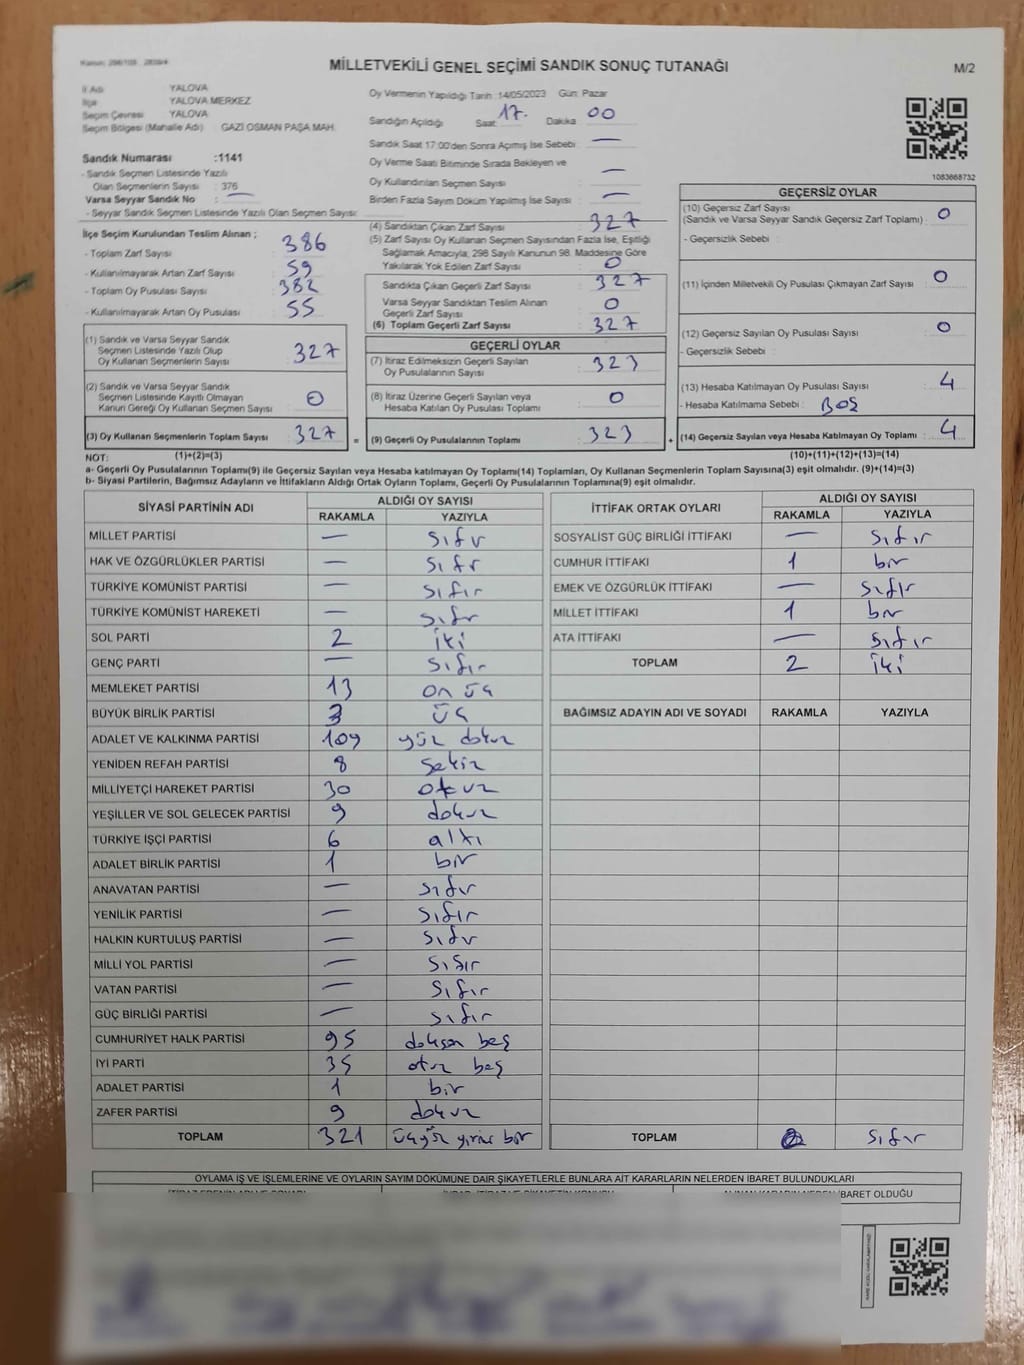 MİLLETVEKİLİ GENEL SEÇİMİ SANDIK SONUÇ TUTANAĞI
M/2
İl Adı YALOVA
İlçe YALOVA MERKEZ
Seçim Çevresi YALOVA
Seçim Bölgesi (Mahalle Adı) GAZİ OSMAN PAŞA MAH.
Sandık Numarası :1141
- Sandık Seçmen Listesinde Yazılı
Olan Seçmenlerin Sayısı : 376
Varsa Seyyar Sandık No : —
- Seyyar Sandık Seçmen Listesinde Yazılı Olan Seçmen Sayısı:
Oy Vermenin Yapıldığı Tarih :14/05/2023 Gün: Pazar
Sandığın Açıldığı Saat: 17. Dakika 00
Sandık Saat 17:00'den Sonra Açılmış İse Sebebi : —
Oy Verme Saati Bitiminde Sırada Bekleyen ve
Oy Kullandırılan Seçmen Sayısı : —
Birden Fazla Sayım Döküm Yapılmış İse Sayısı : —
1083668732
İlçe Seçim Kurulundan Teslim Alınan ;
- Toplam Zarf Sayısı : 386
- Kullanılmayarak Artan Zarf Sayısı : 59
- Toplam Oy Pusulası Sayısı : 382
- Kullanılmayarak Artan Oy Pusulası : 55
(1) Sandık ve Varsa Seyyar Sandık
Seçmen Listesinde Yazılı Olup
Oy Kullanan Seçmenlerin Sayısı : 327
(2) Sandık ve Varsa Seyyar Sandık
Seçmen Listesinde Kayıtlı Olmayan
Kanun Gereği Oy Kullanan Seçmen Sayısı : 0
(3) Oy Kullanan Seçmenlerin Toplam Sayısı : 327 =
(4) Sandıktan Çıkan Zarf Sayısı : 327
(5) Zarf Sayısı Oy Kullanan Seçmen Sayısından Fazla İse, Eşitliği
Sağlamak Amacıyla, 298 Sayılı Kanunun 98. Maddesine Göre
Yakılarak Yok Edilen Zarf Sayısı : 0
Sandıkta Çıkan Geçerli Zarf Sayısı : 327
Varsa Seyyar Sandıktan Teslim Alınan
Geçerli Zarf Sayısı : 0
(6) Toplam Geçerli Zarf Sayısı : 327
GEÇERLİ OYLAR
(7) İtiraz Edilmeksizin Geçerli Sayılan
Oy Pusulalarının Sayısı : 323
(8) İtiraz Üzerine Geçerli Sayılan veya
Hesaba Katılan Oy Pusulası Toplamı : 0
(9) Geçerli Oy Pusulalarının Toplamı : 323 +
GEÇERSİZ OYLAR
(10) Geçersiz Zarf Sayısı
(Sandık ve Varsa Seyyar Sandık Geçersiz Zarf Toplamı) : 0
- Geçersizlik Sebebi :
(11) İçinden Milletvekili Oy Pusulası Çıkmayan Zarf Sayısı : 0
(12) Geçersiz Sayılan Oy Pusulası Sayısı : 0
- Geçersizlik Sebebi :
(13) Hesaba Katılmayan Oy Pusulası Sayısı : 4
- Hesaba Katılmama Sebebi : BOŞ
(14) Geçersiz Sayılan veya Hesaba Katılmayan Oy Toplamı : 4
NOT: (1)+(2)=(3) (10)+(11)+(12)+(13)=(14)
a- Geçerli Oy Pusulalarının Toplamı(9) ile Geçersiz Sayılan veya Hesaba katılmayan Oy Toplamı(14) Toplamları, Oy Kullanan Seçmenlerin Toplam Sayısına(3) eşit olmalıdır. (9)+(14)=(3)
b- Siyasi Partilerin, Bağımsız Adayların ve İttifakların Aldığı Ortak Oyların Toplamı, Geçerli Oy Pusulalarının Toplamına(9) eşit olmalıdır.
SİYASİ PARTİNİN ADI ALDIĞI OY SAYISI
RAKAMLA YAZIYLA
MİLLET PARTİSİ — sıfır
HAK VE ÖZGÜRLÜKLER PARTİSİ — sıfır
TÜRKİYE KOMÜNİST PARTİSİ — sıfır
TÜRKİYE KOMÜNİST HAREKETİ — sıfır
SOL PARTİ 2 iki
GENÇ PARTİ — sıfır
MEMLEKET PARTİSİ 13 on üç
BÜYÜK BİRLİK PARTİSİ 3 üç
ADALET VE KALKINMA PARTİSİ 109 yüz dokuz
YENİDEN REFAH PARTİSİ 8 sekiz
MİLLİYETÇİ HAREKET PARTİSİ 30 otuz
YEŞİLLER VE SOL GELECEK PARTİSİ 9 dokuz
TÜRKİYE İŞÇİ PARTİSİ 6 altı
ADALET BİRLİK PARTİSİ 1 bir
ANAVATAN PARTİSİ — sıfır
YENİLİK PARTİSİ — sıfır
HALKIN KURTULUŞ PARTİSİ — sıfır
MİLLİ YOL PARTİSİ — sıfır
VATAN PARTİSİ — sıfır
GÜÇ BİRLİĞİ PARTİSİ — sıfır
CUMHURİYET HALK PARTİSİ 95 doksan beş
İYİ PARTİ 35 otuz beş
ADALET PARTİSİ 1 bir
ZAFER PARTİSİ 9 dokuz
TOPLAM 321 üçyüz yirmi bir
İTTİFAK ORTAK OYLARI ALDIĞI OY SAYISI
RAKAMLA YAZIYLA
SOSYALİST GÜÇ BİRLİĞİ İTTİFAKI — sıfır
CUMHUR İTTİFAKI 1 bir
EMEK VE ÖZGÜRLÜK İTTİFAKI — sıfır
MİLLET İTTİFAKI 1 bir
ATA İTTİFAKI — sıfır
TOPLAM 2 iki
BAĞIMSIZ ADAYIN ADI VE SOYADI RAKAMLA YAZIYLA
TOPLAM sıfır
OYLAMA İŞ VE İŞLEMLERİNE VE OYLARIN SAYIM DÖKÜMÜNE DAİR ŞİKAYETLERLE BUNLARA AİT KARARLARIN NELERDEN İBARET BULUNDUKLARI
İBARET OLDUĞU